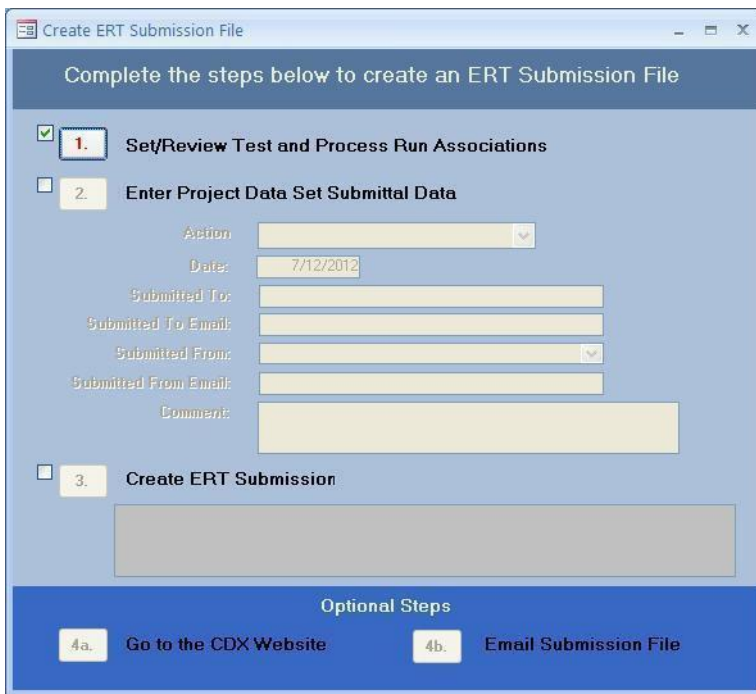 Create ERT Submission File
Complete the steps below to create an ERT Submission File
1. Set/Review Test and Process Run Associations
2. Enter Project Data Set Submittal Data
Action
Date: 7/12/2012
Submitted To:
Submitted To Email:
Submitted From:
Submitted From Email:
Comment:
3. Create ERT Submission
Optional Steps
4a. Go to the CDX Website 4b. Email Submission File